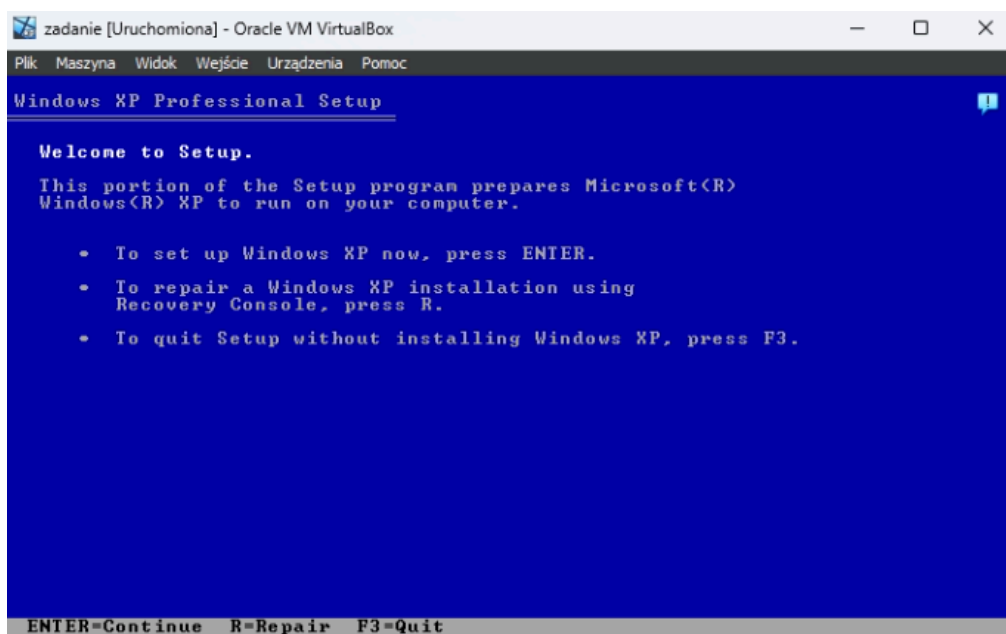 zadanie [Uruchomiona] - Oracle VM VirtualBox
Plik Maszyna Widok Wejście Urządzenia Pomoc
Windows XP Professional Setup
Welcome to Setup.
This portion of the Setup program prepares Microsoft(R)
Windows(R) XP to run on your computer.
• To set up Windows XP now, press ENTER.
• To repair a Windows XP installation using
Recovery Console, press R.
• To quit Setup without installing Windows XP, press F3.
ENTER=Continue R=Repair F3=Quit